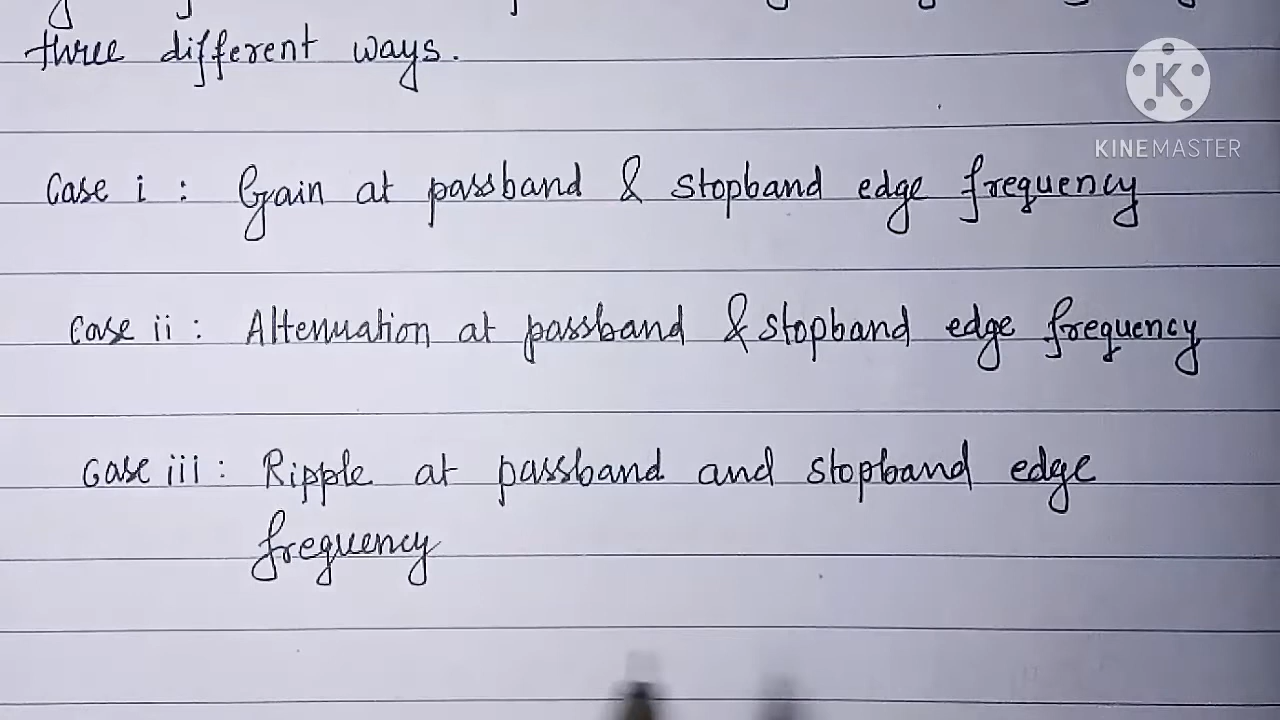 three different ways.
K
KINEMASTER
Case i : Gain at passband & stopband edge frequency
Case ii : Attenuation at passband & stopband edge frequency
Case iii : Ripple at passband and stopband edge
frequency